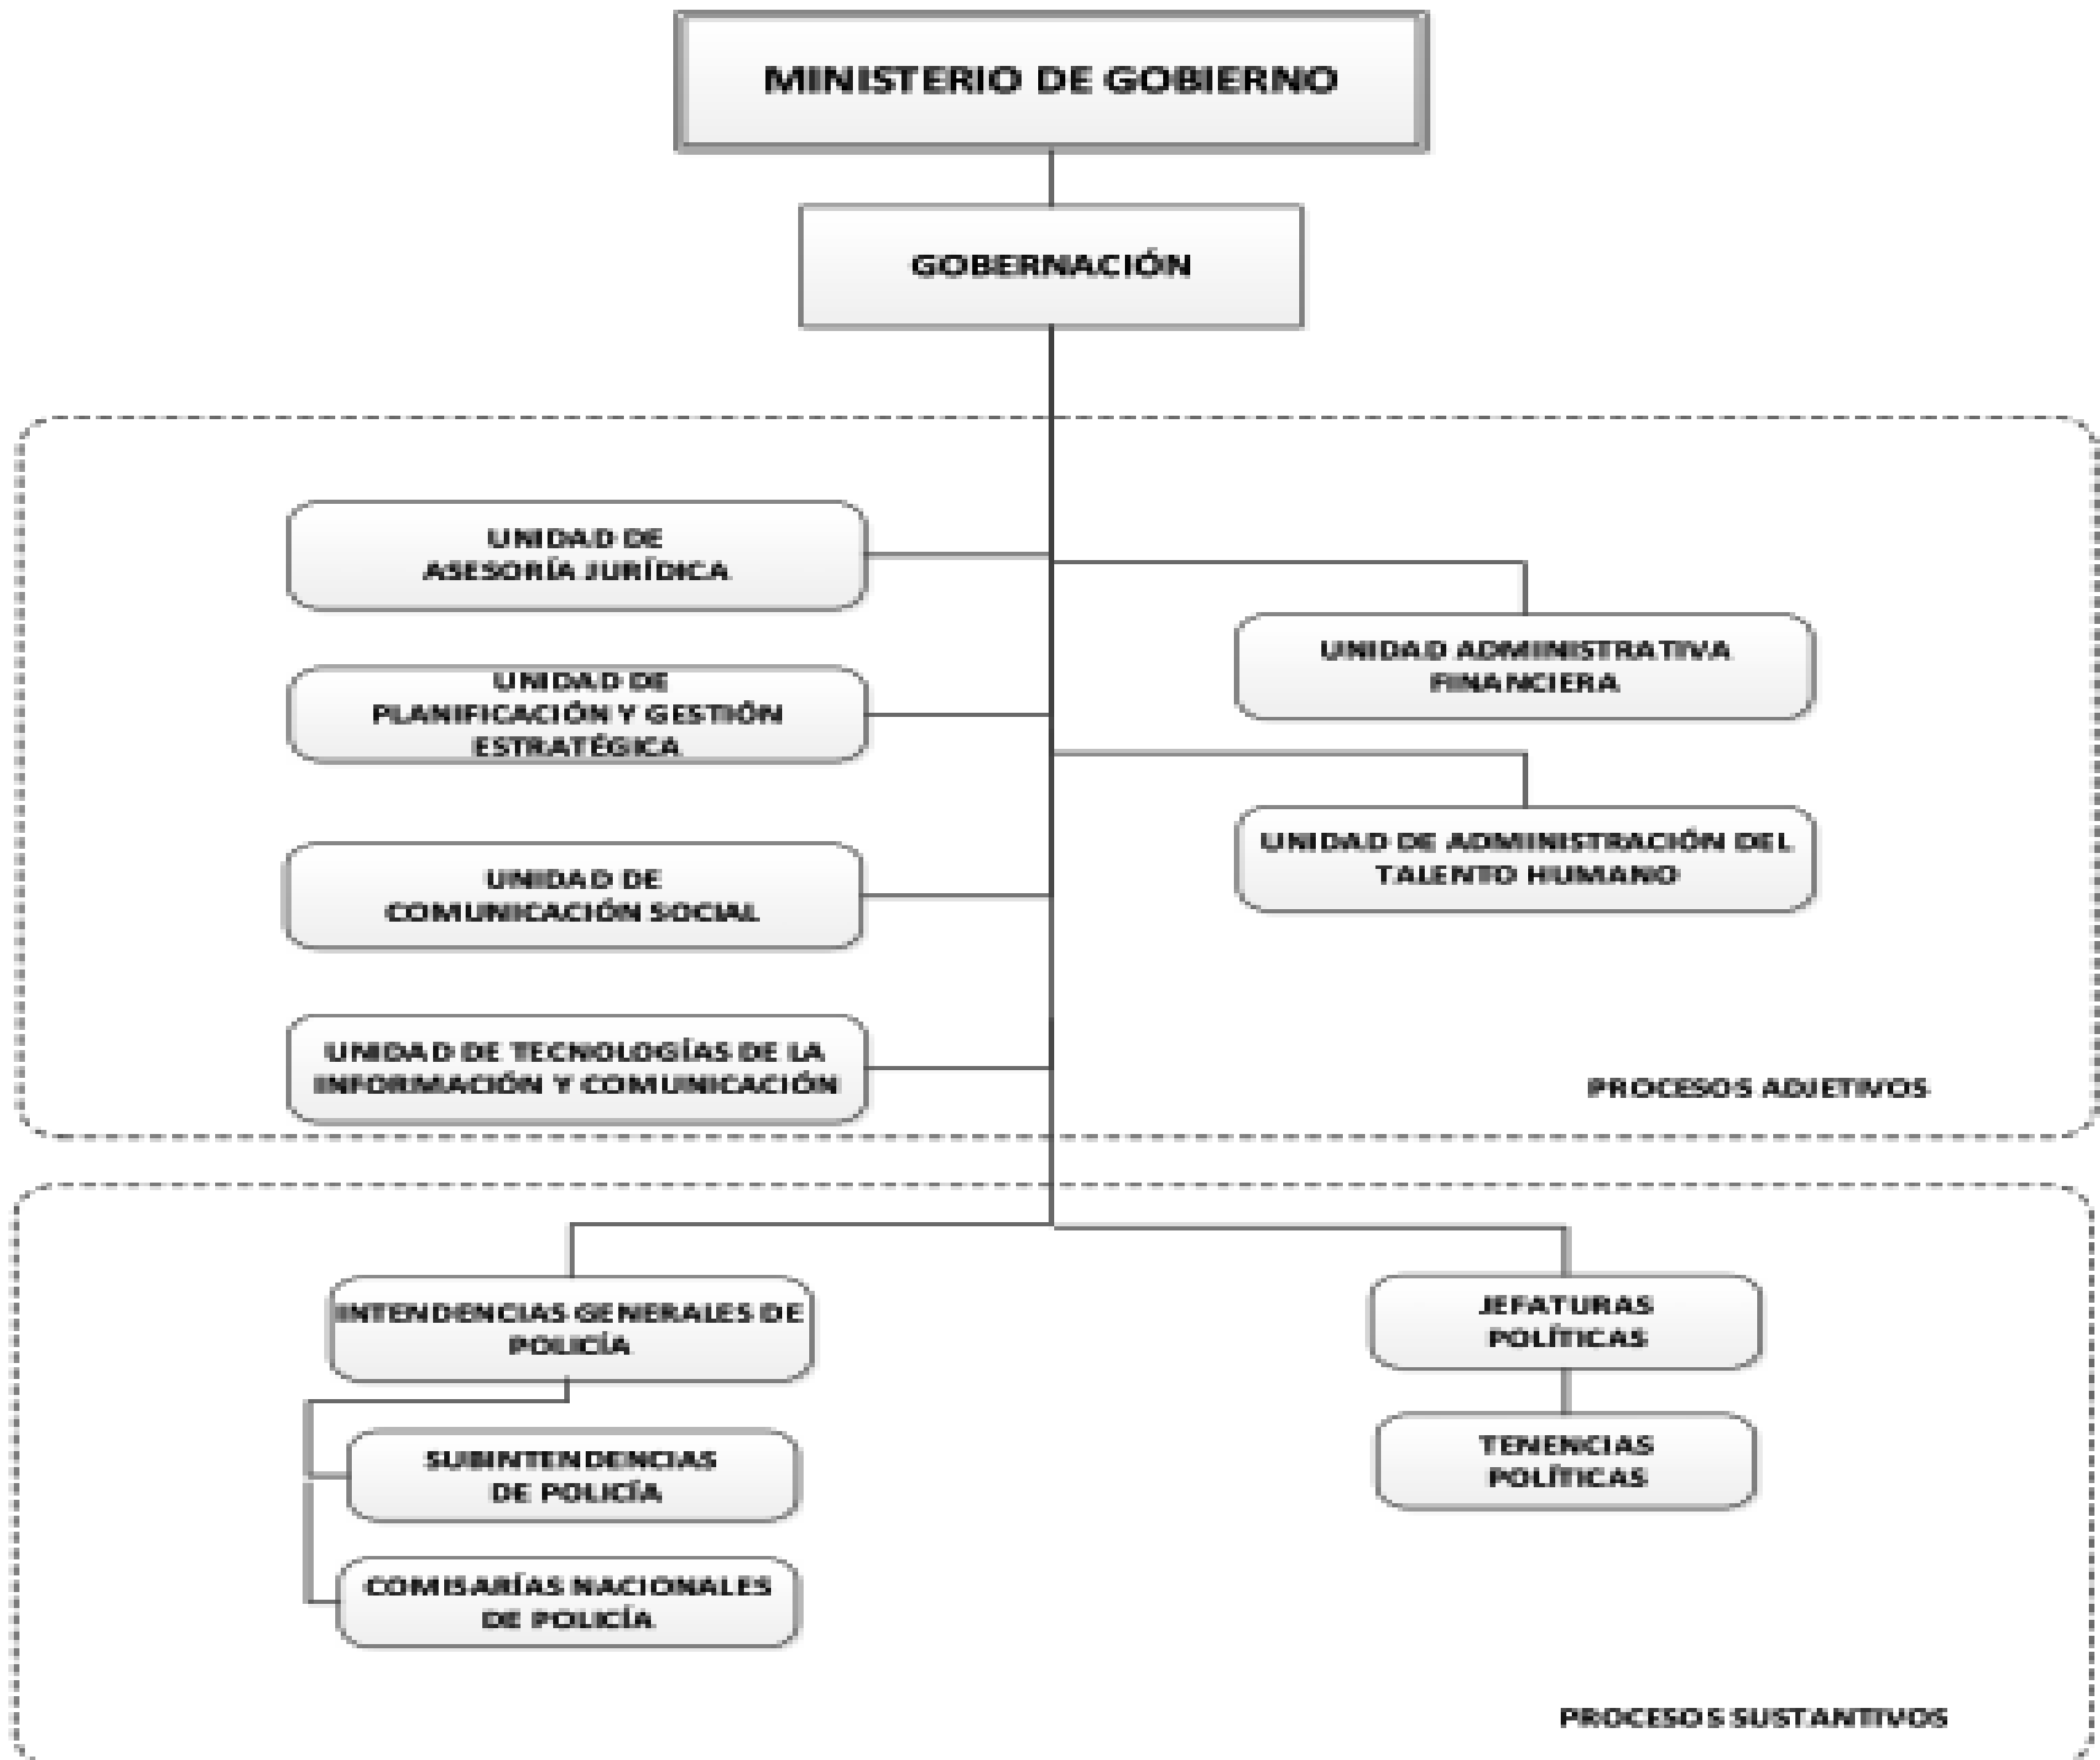 MINISTERIO DE GOBIERNO
GOBERNACIÓN
UNIDAD DE
ASESORÍA JURÍDICA
UNIDAD ADMINISTRATIVA
FINANCIERA
UNIDAD DE
PLANIFICACIÓN Y GESTIÓN
ESTRATÉGICA
UNIDAD DE ADMINISTRACIÓN DEL
TALENTO HUMANO
UNIDAD DE
COMUNICACIÓN SOCIAL
UNIDAD DE TECNOLOGÍAS DE LA
INFORMACIÓN Y COMUNICACIÓN
PROCESOS ADJETIVOS
INTENDENCIAS GENERALES DE
POLICÍA
JEFATURAS
POLÍTICAS
SUBINTENDENCIAS
DE POLICÍA
TENENCIAS
POLÍTICAS
COMISARÍAS NACIONALES
DE POLICÍA
PROCESOS SUSTANTIVOS